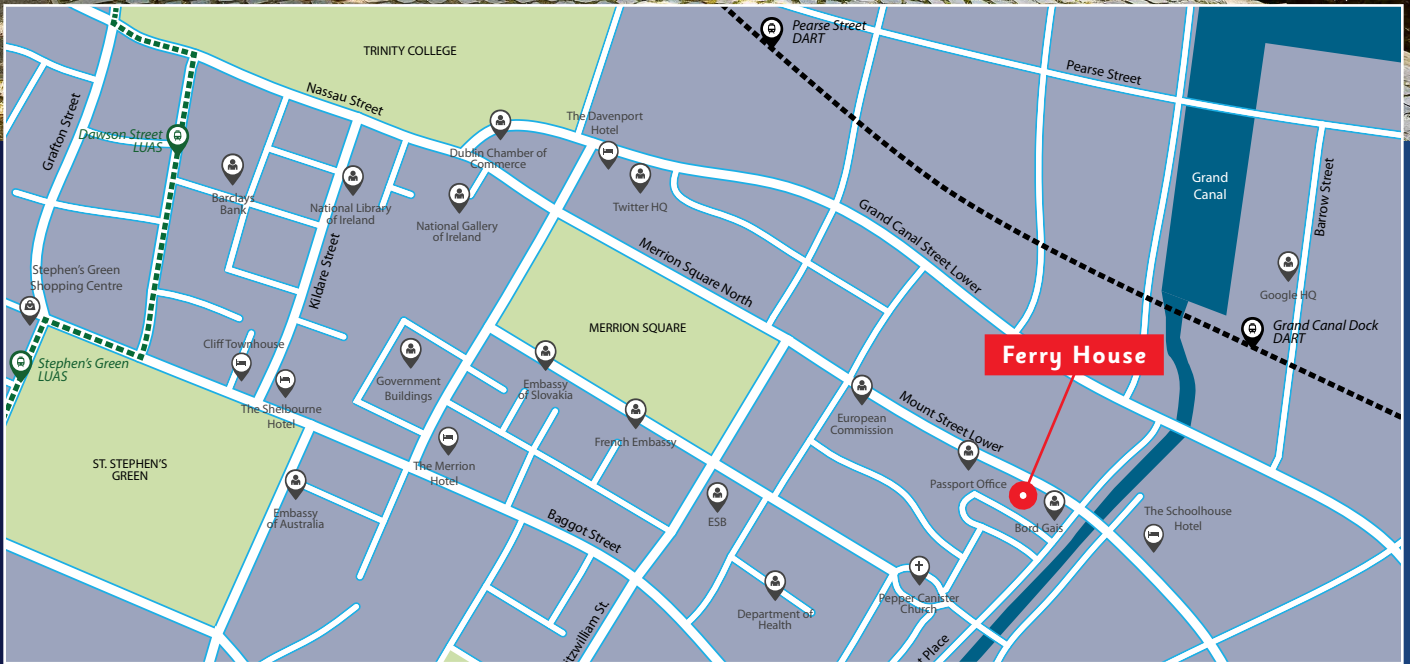 TRINITY COLLEGE
Pearse Street
DART
Pearse Street
Nassau Street
Grafton Street
Dawson Street
LUAS
The Davenport
Hotel
Dublin Chamber of
Commerce
Barclays
Bank
National Library
of Ireland
National Gallery
of Ireland
Twitter HQ
Grand
Canal
Barrow Street
Grand Canal Street Lower
Merrion Square North
Kildare Street
Stephen's Green
Shopping Centre
Google HQ
MERRION SQUARE
Grand Canal Dock
DART
Ferry House
Cliff Townhouse
Stephen's Green
LUAS
Government
Buildings
Embassy
of Slovakia
The Shelbourne
Hotel
European
Commission
Mount Street Lower
French Embassy
ST. STEPHEN'S
GREEN
The Merrion
Hotel
Passport Office
Embassy
of Australia
Baggot Street
ESB
Bord Gais
The Schoolhouse
Hotel
Department of
Health
Pepper Canister
Church
itzwilliam St.
t Place